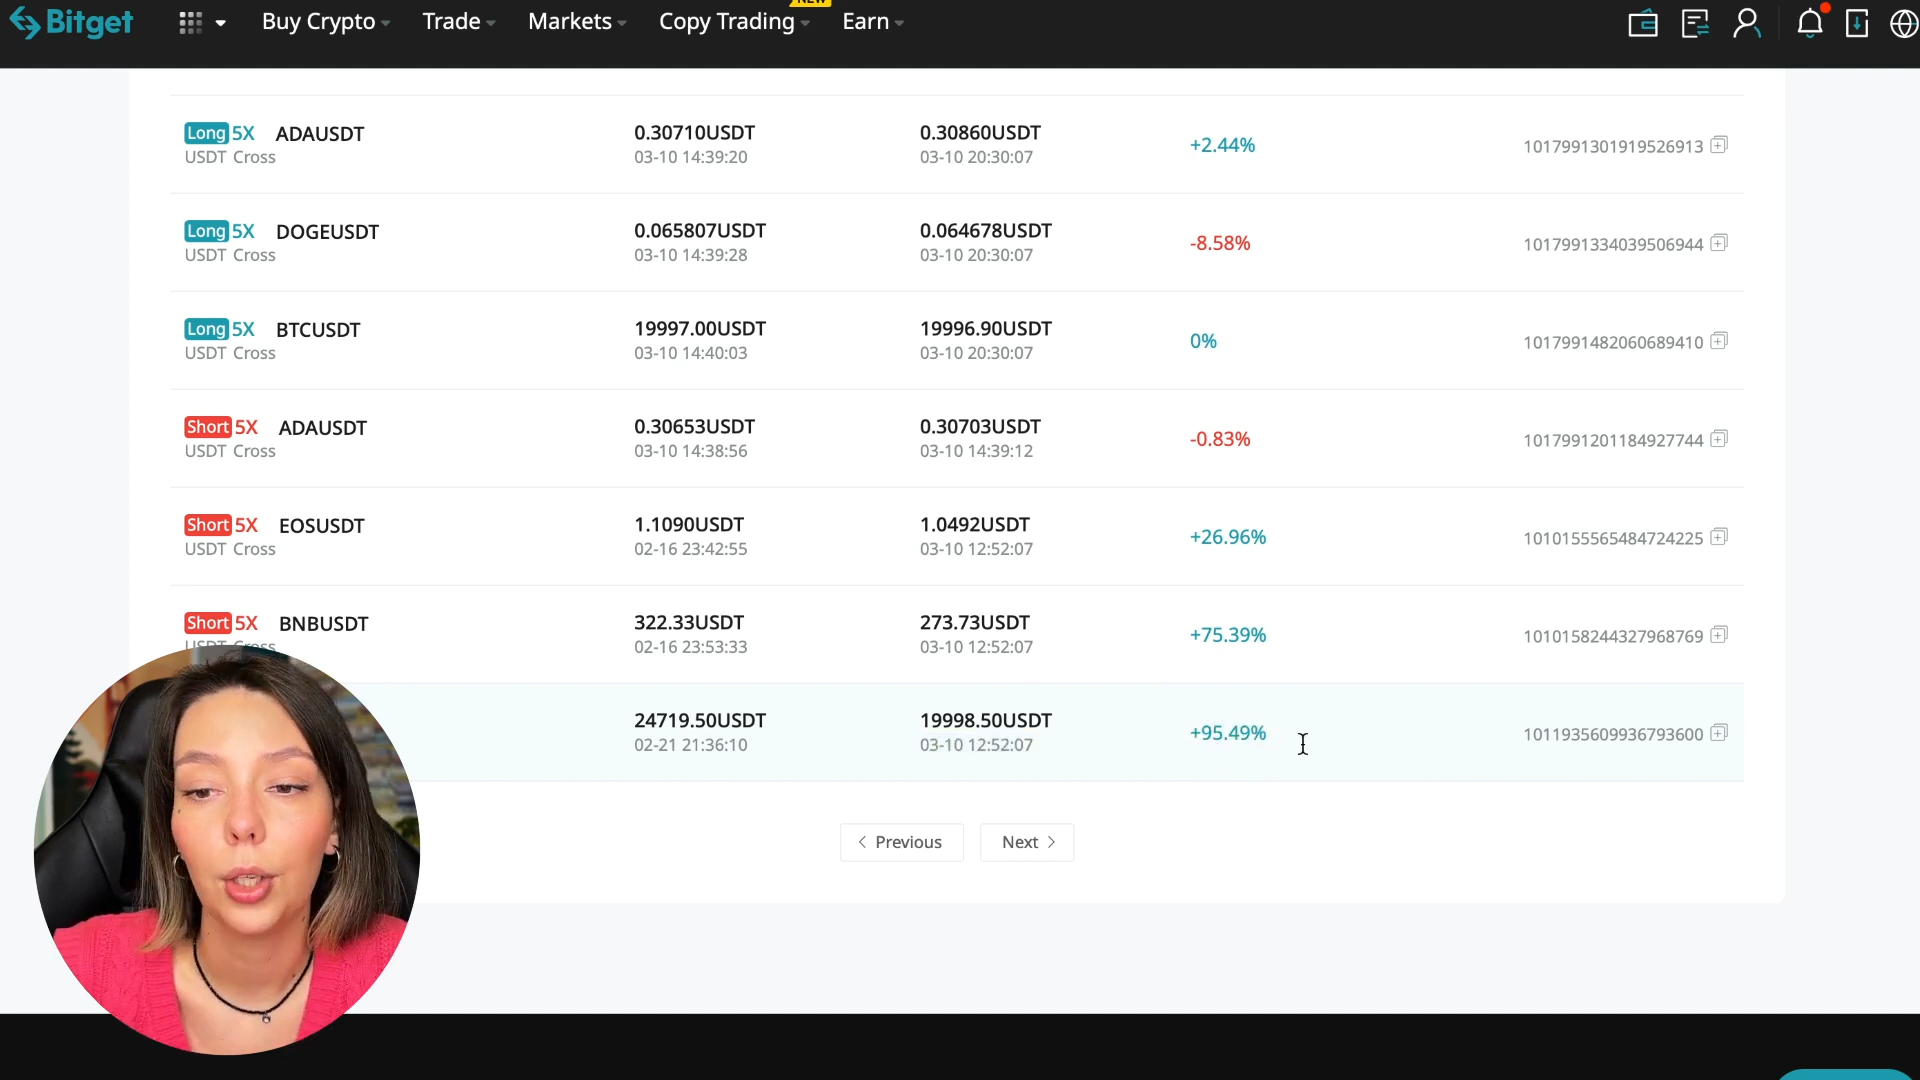 Bitget Buy Crypto Trade Markets Copy Trading NEW Earn
Long 5X ADAUSDT 0.30710USDT 0.30860USDT +2.44% 1017991301919526913
USDT Cross 03-10 14:39:20 03-10 20:30:07
Long 5X DOGEUSDT 0.065807USDT 0.064678USDT -8.58% 1017991334039506944
USDT Cross 03-10 14:39:28 03-10 20:30:07
Long 5X BTCUSDT 19997.00USDT 19996.90USDT 0% 1017991482060689410
USDT Cross 03-10 14:40:03 03-10 20:30:07
Short 5X ADAUSDT 0.30653USDT 0.30703USDT -0.83% 1017991201184927744
USDT Cross 03-10 14:38:56 03-10 14:39:12
Short 5X EOSUSDT 1.1090USDT 1.0492USDT +26.96% 1010155565484724225
USDT Cross 02-16 23:42:55 03-10 12:52:07
Short 5X BNBUSDT 322.33USDT 273.73USDT +75.39% 1010158244327968769
USDT Cross 02-16 23:53:33 03-10 12:52:07
24719.50USDT 19998.50USDT +95.49% 1011935609936793600
02-21 21:36:10 03-10 12:52:07
Previous Next